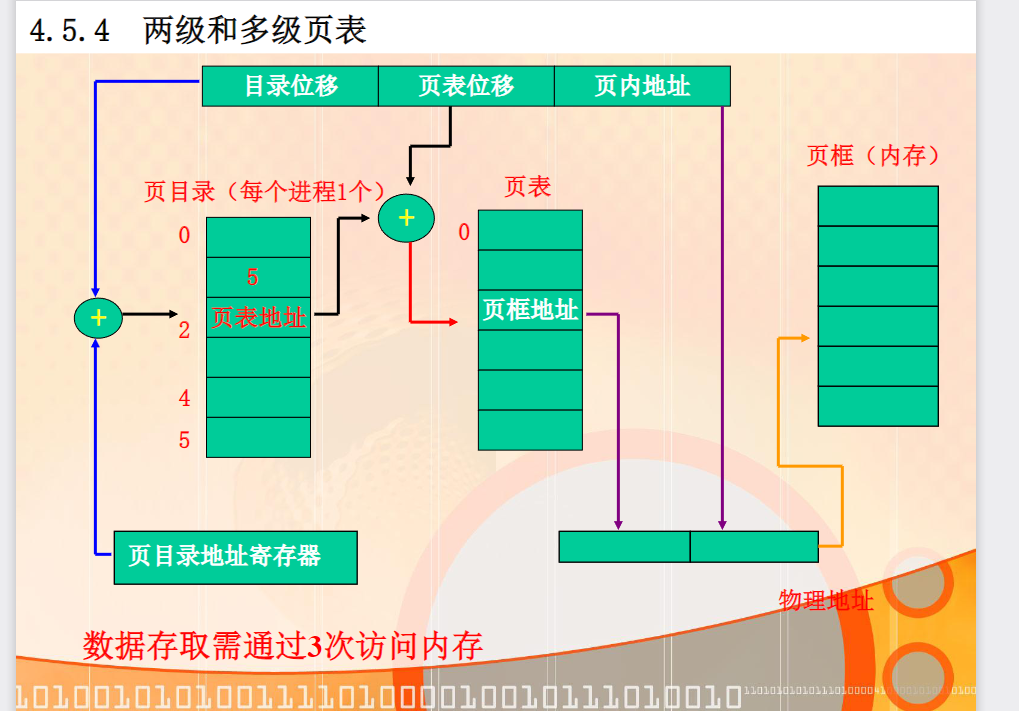 4.5.4 两级和多级页表
目录位移 页表位移 页内地址
页框（内存）
页目录（每个进程1个） 页表
0
+
0
5
+
页表地址
2
页框地址
4
5
页目录地址寄存器
物理地址
数据存取需通过3次访问内存